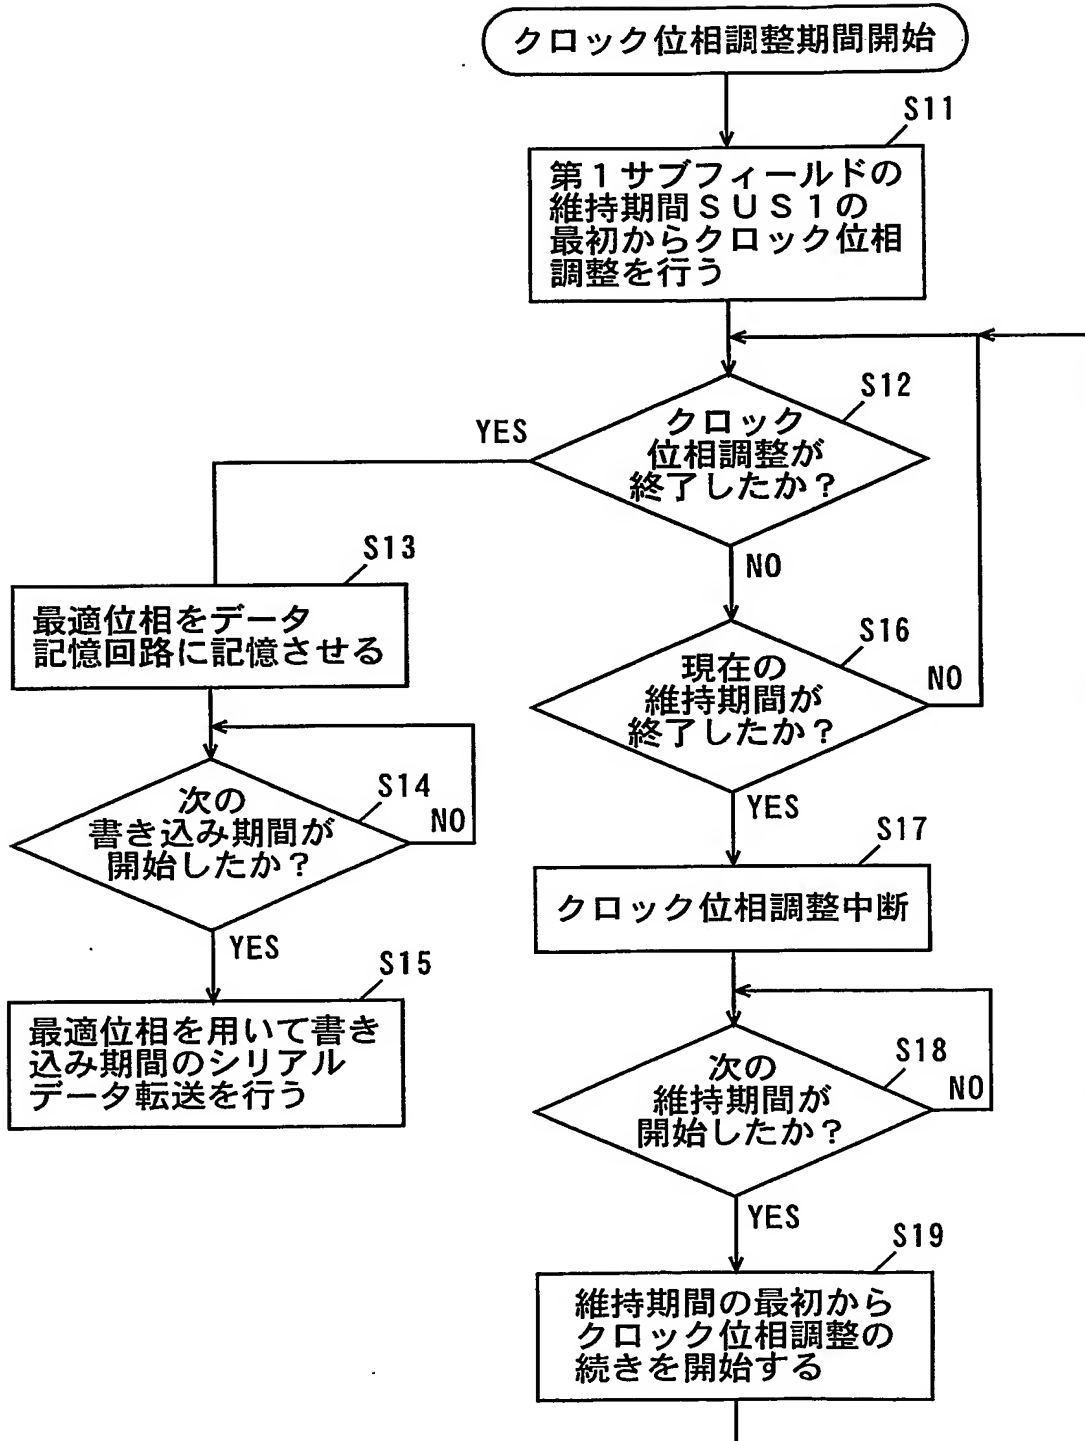 クロック位相調整期間開始
S11
第1サブフィールドの
維持期間SUS1の
最初からクロック位相
調整を行う
S12
クロック
位相調整が
終了したか？
YES
NO
S13
最適位相をデータ
記憶回路に記憶させる
S16
現在の
維持期間が
終了したか？
NO
YES
S14
次の
書き込み期間が
開始したか？
NO
YES
S17
クロック位相調整中断
S15
最適位相を用いて書き
込み期間のシリアル
データ転送を行う
S18
次の
維持期間が
開始したか？
NO
YES
S19
維持期間の最初から
クロック位相調整の
続きを開始する